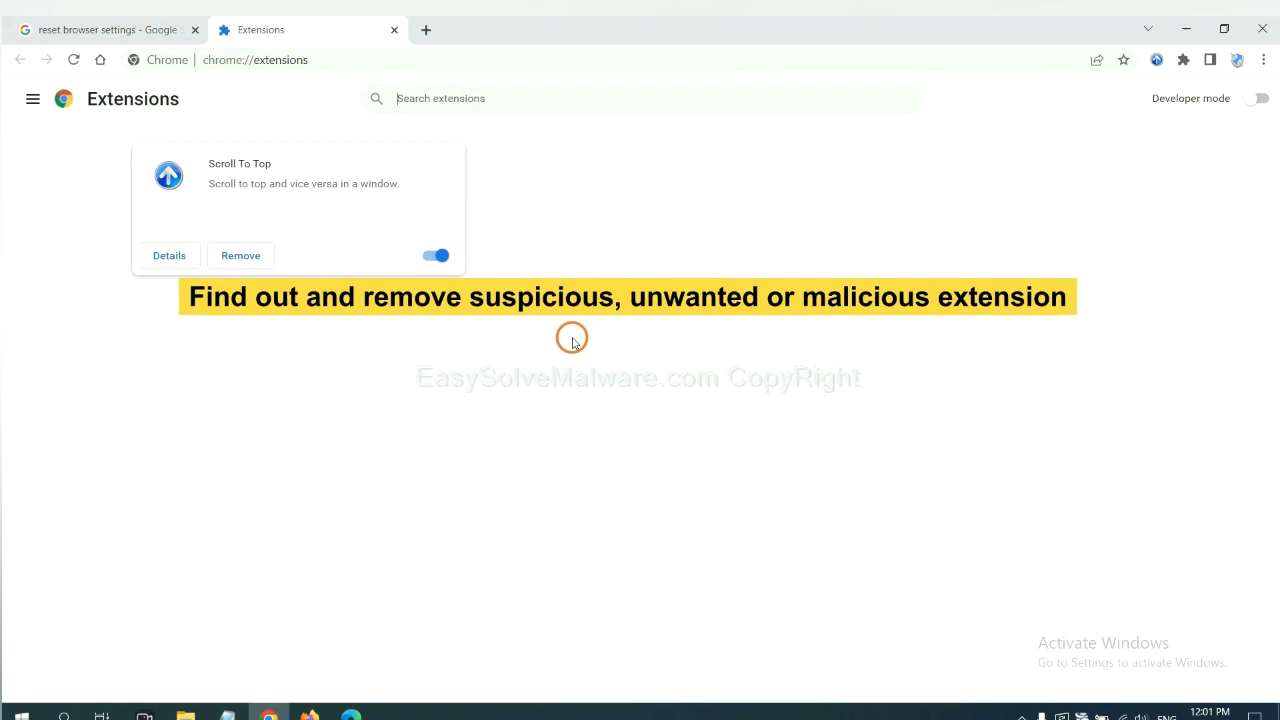 reset browser settings - Google
Extensions
Chrome
chrome://extensions
Extensions
Search extensions
Developer mode
Scroll To Top
Scroll to top and vice versa in a window.
Details
Remove
Find out and remove suspicious, unwanted or malicious extension
EasySolveMalware.com CopyRight
Activate Windows
Go to Settings to activate Windows.
12:01 PM
ENG